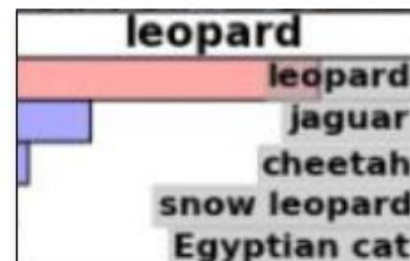 leopard
leopard
jaguar
cheetah
snow leopard
Egyptian cat